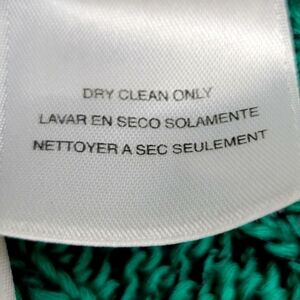 DRY CLEAN ONLY
LAVAR EN SECO SOLAMENTE
NETTOYER A SEC SEULEMENT